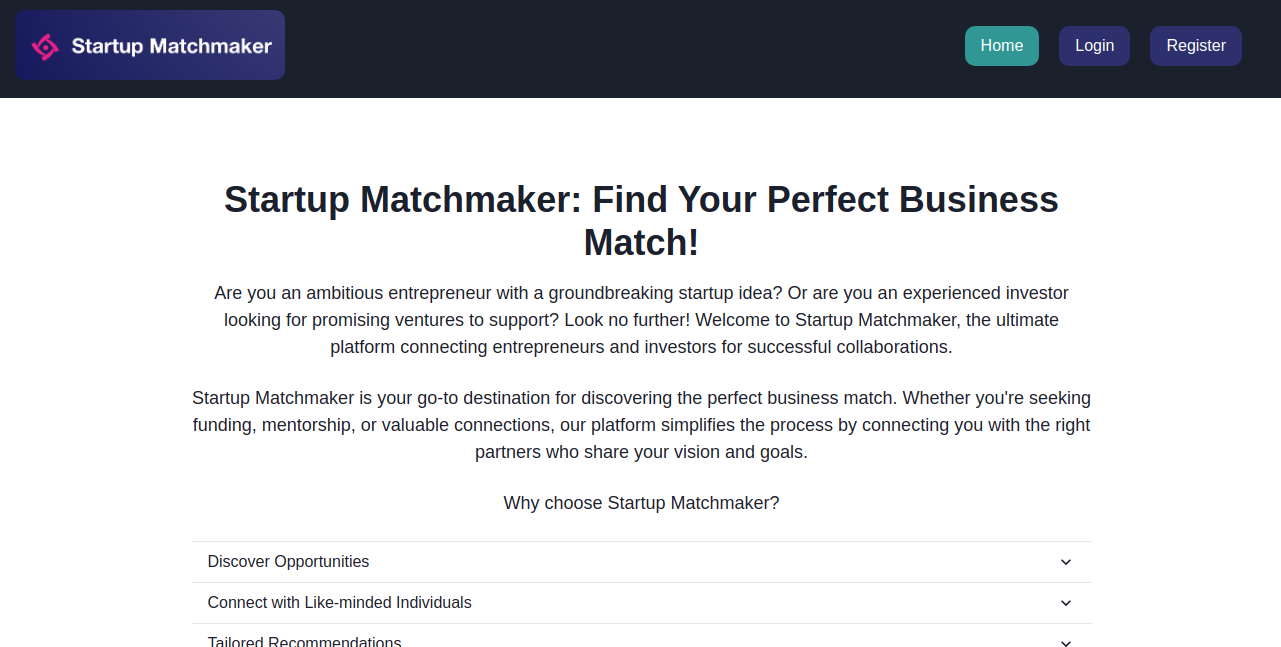 Startup Matchmaker
Home
Login
Register
Startup Matchmaker: Find Your Perfect Business
Match!
Are you an ambitious entrepreneur with a groundbreaking startup idea? Or are you an experienced investor
looking for promising ventures to support? Look no further! Welcome to Startup Matchmaker, the ultimate
platform connecting entrepreneurs and investors for successful collaborations.
Startup Matchmaker is your go-to destination for discovering the perfect business match. Whether you're seeking
funding, mentorship, or valuable connections, our platform simplifies the process by connecting you with the right
partners who share your vision and goals.
Why choose Startup Matchmaker?
Discover Opportunities
Connect with Like-minded Individuals
Tailored Recommendations